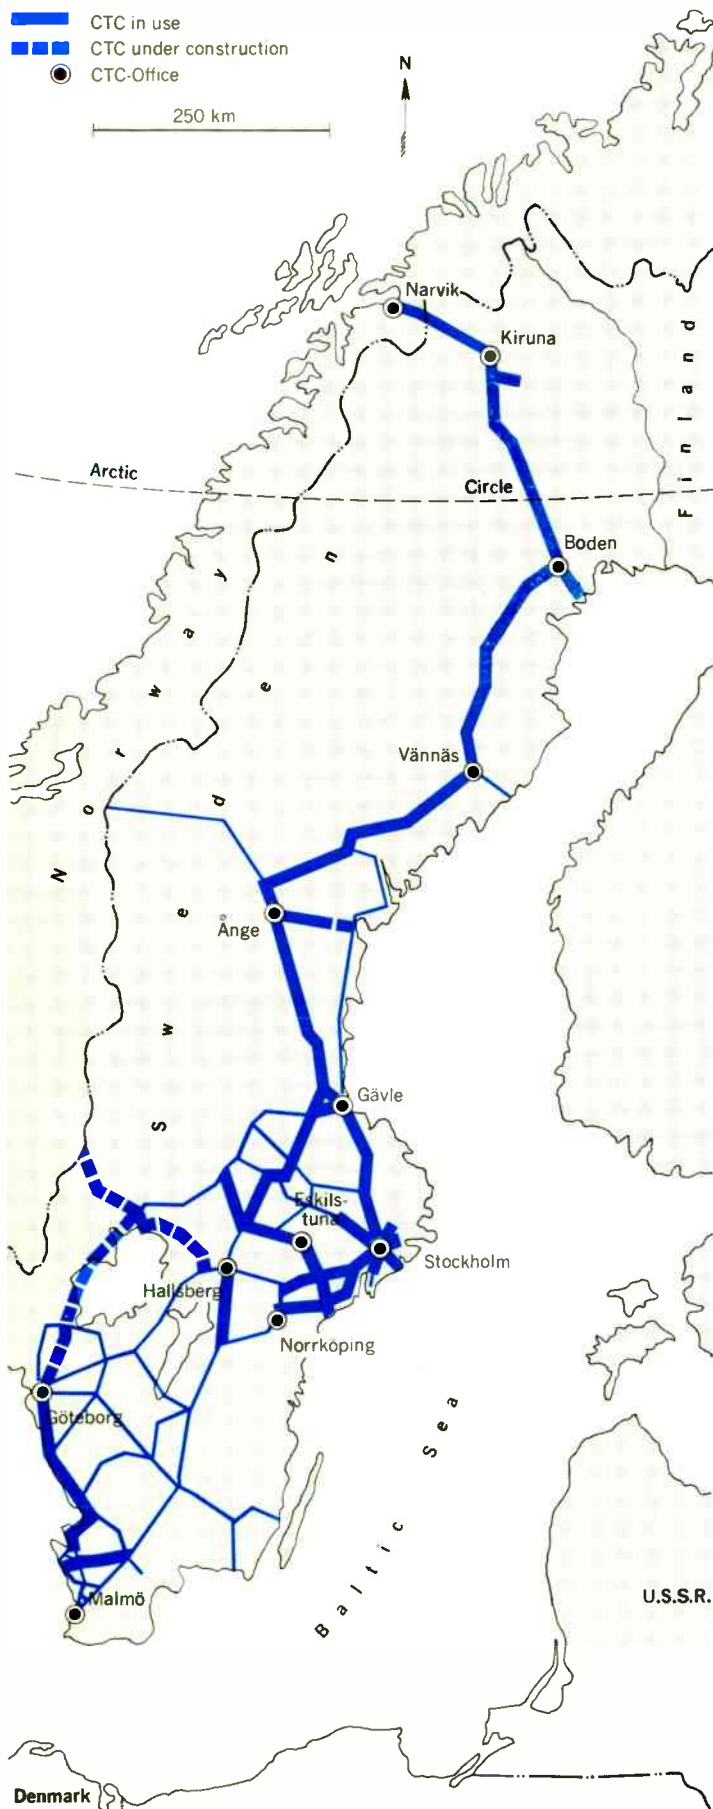 CTC in use
CTC under construction
CTC-Office
250 km
N
Narvik
Kiruna
Arctic
Circle
Finland
Boden
Norway
Sweden
Vännäs
Ånge
Gävle
Eskils-
tuna
Stockholm
Hallsberg
Norrköping
Göteborg
Baltic Sea
Malmö
U.S.S.R.
Denmark